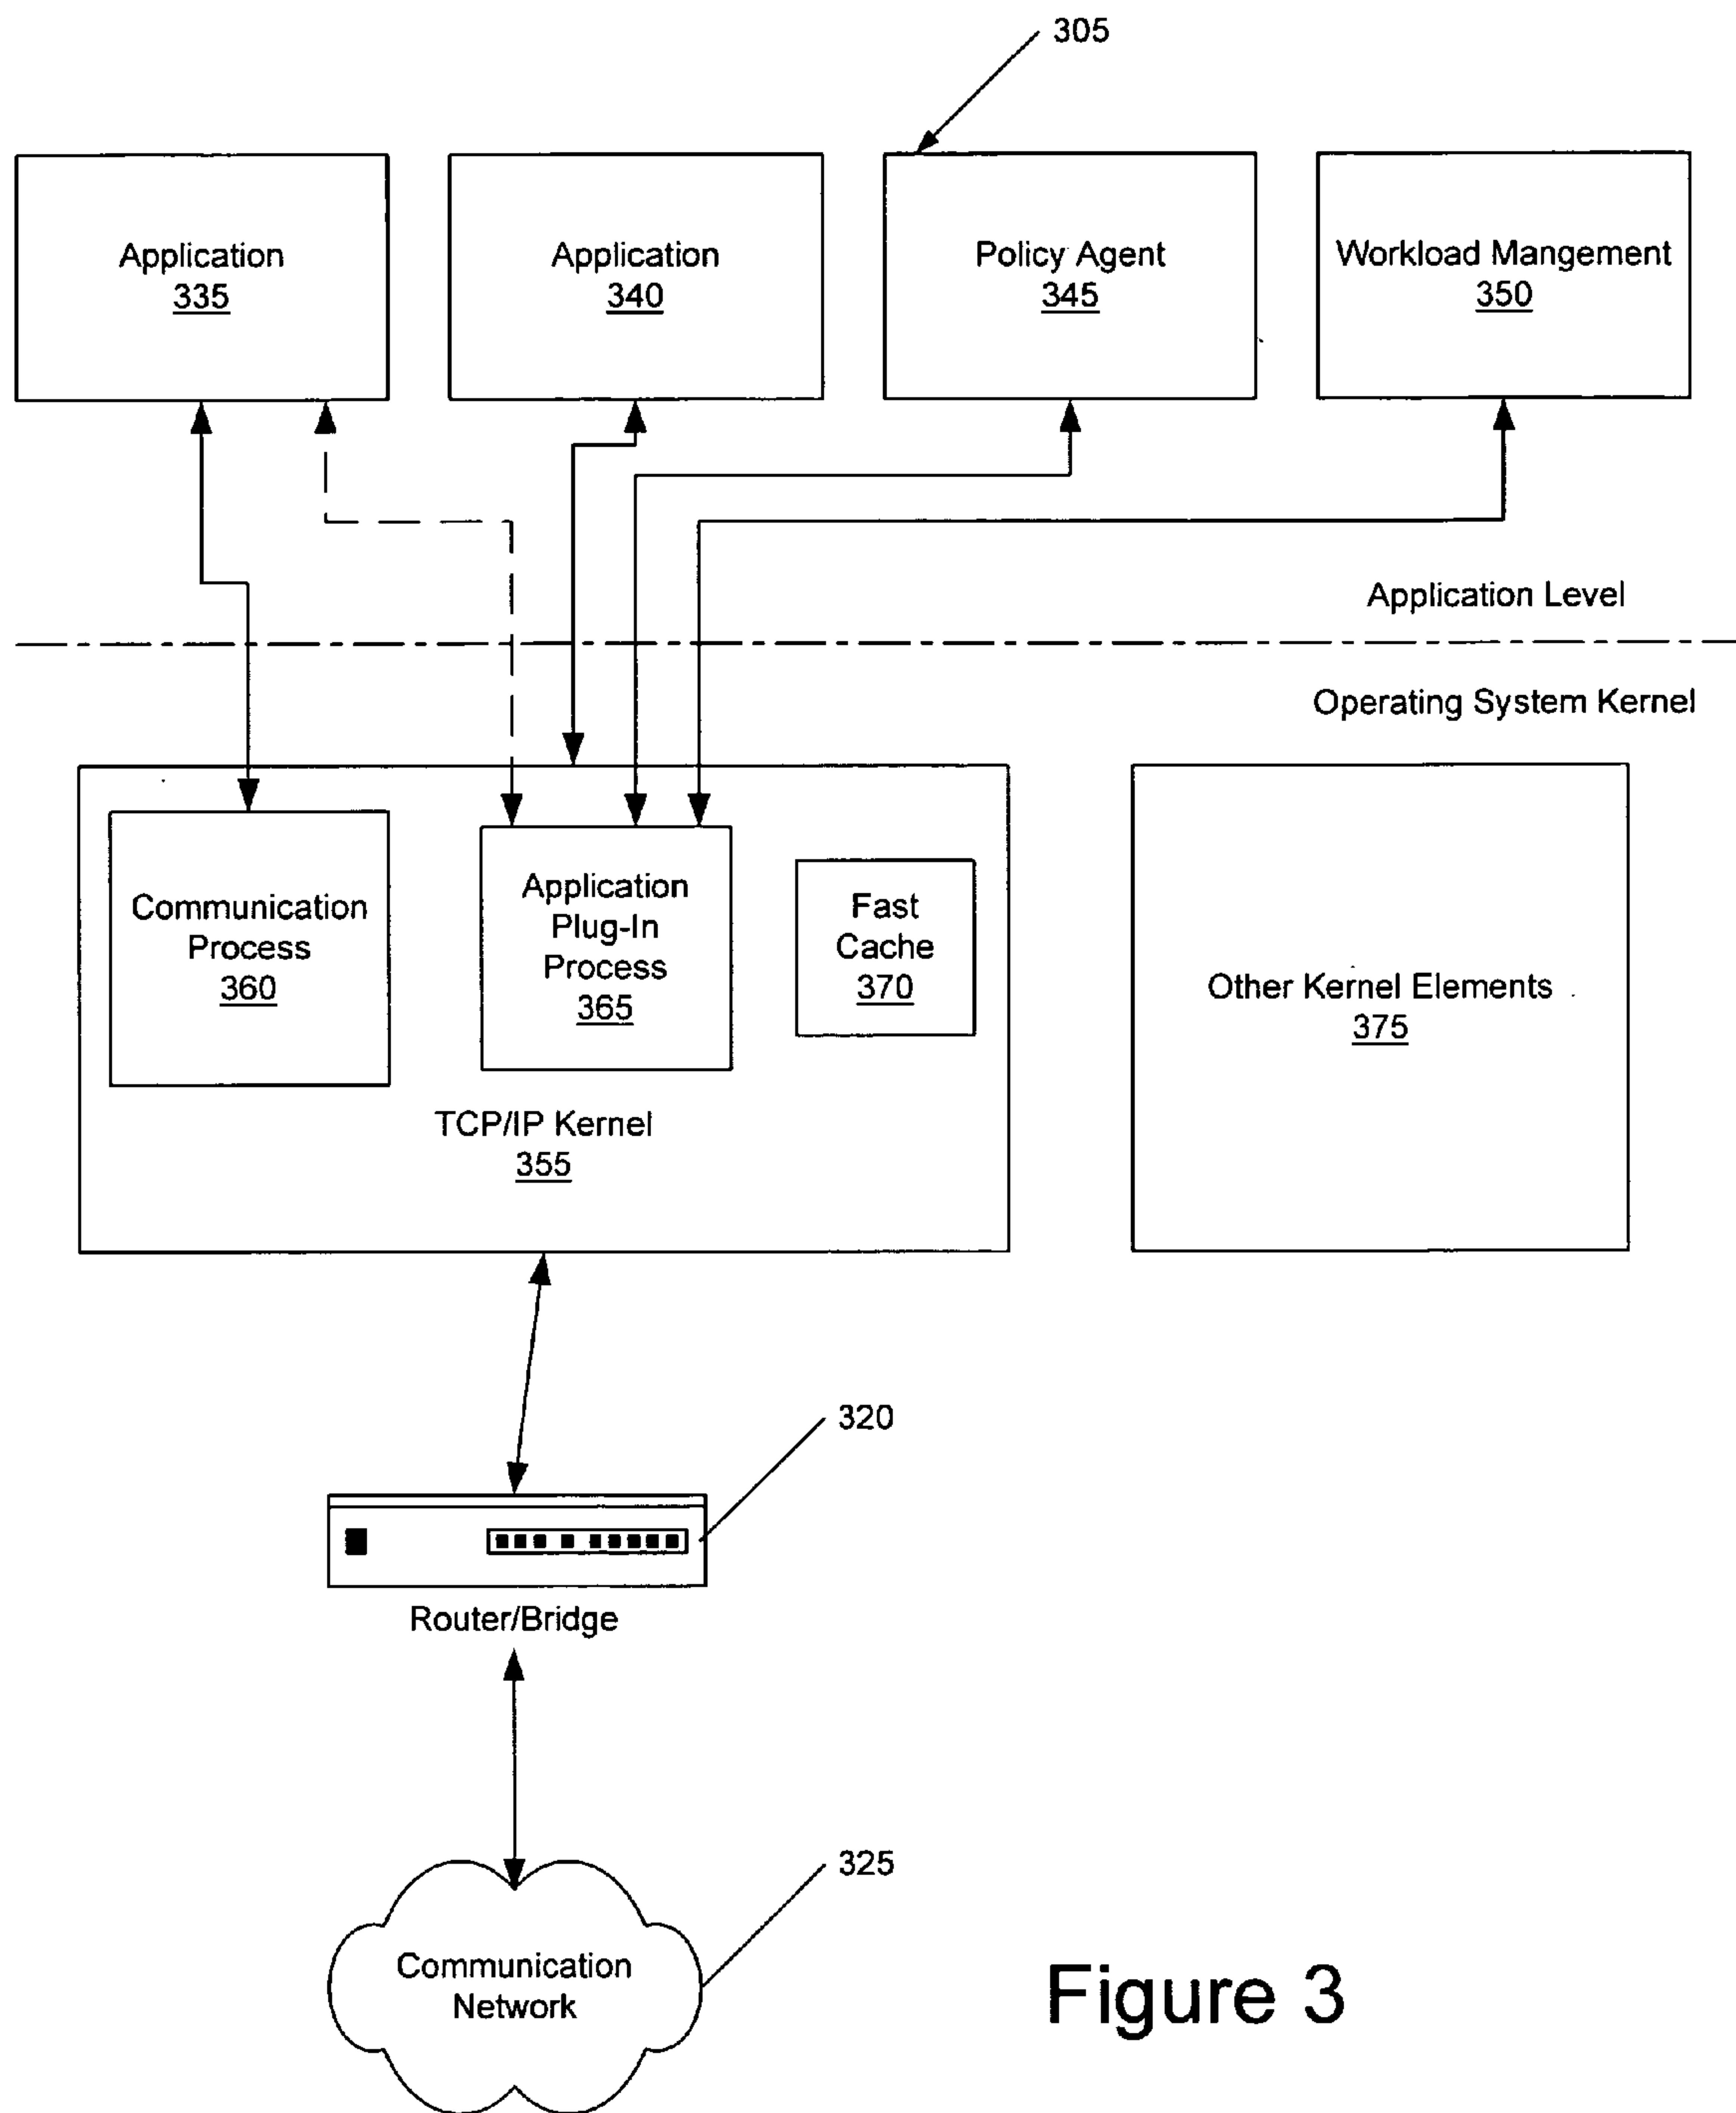 305
Application
335
Application
340
Policy Agent
345
Workload Mangement
350
Application Level
Operating System Kernel
Communication
Process
360
Application
Plug-In
Process
365
Fast
Cache
370
Other Kernel Elements
375
TCP/IP Kernel
355
320
Router/Bridge
325
Communication
Network
Figure 3